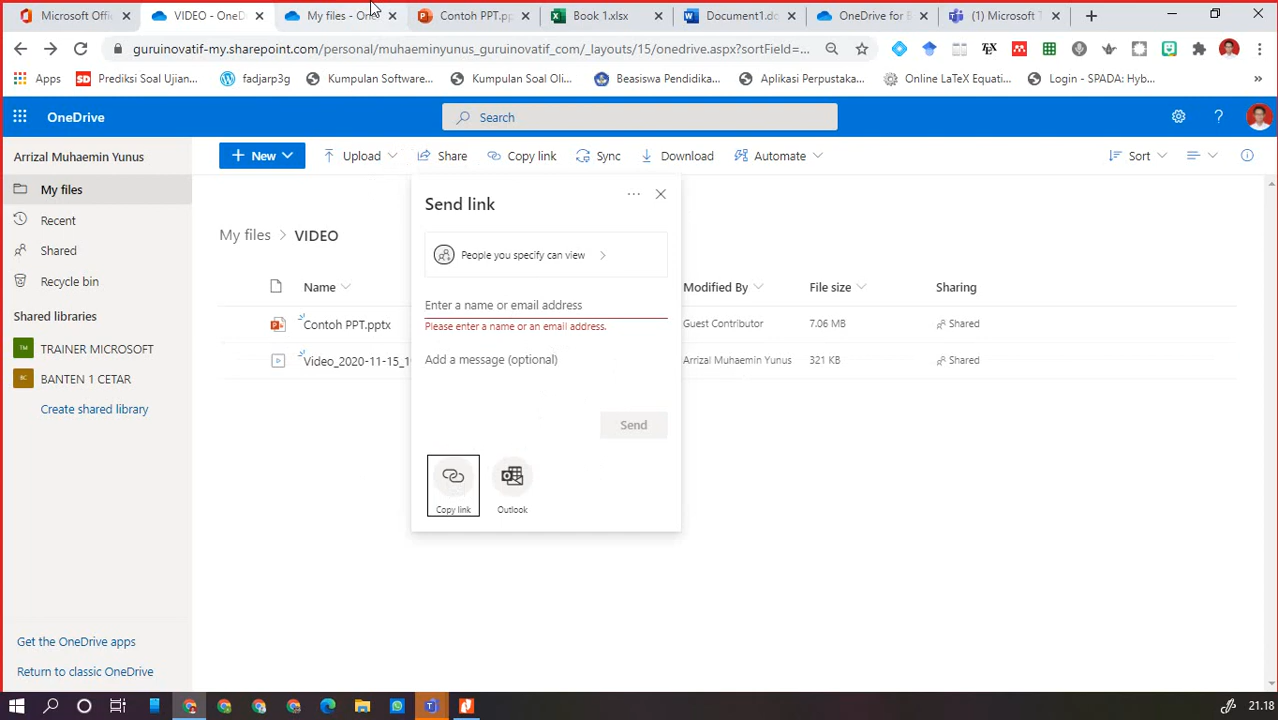 Microsoft Offi
VIDEO - OneD
My files - On
Contoh PPT.pp
Book 1.xlsx
Document1.do
OneDrive for B
(1) Microsoft T
guruinovatif-my.sharepoint.com/personal/muhaeminyunus_guruinovatif_com/_layouts/15/onedrive.aspx?sortField=...
Apps
Prediksi Soal Ujian...
fadjarp3g
Kumpulan Software...
Kumpulan Soal Oli...
Beasiswa Pendidika...
Aplikasi Perpustaka...
Online LaTeX Equati...
Login - SPADA: Hyb...
OneDrive
Search
Arrizal Muhaemin Yunus
New
Upload
Share
Copy link
Sync
Download
Automate
Sort
My files
Recent
Shared
Recycle bin
Shared libraries
TRAINER MICROSOFT
BC
BANTEN 1 CETAR
Create shared library
Get the OneDrive apps
Return to classic OneDrive
My files > VIDEO
Name
Modified By
File size
Sharing
Contoh PPT.pptx
Guest Contributor
7.06 MB
Shared
Video_2020-11-15_1
Arrizal Muhaemin Yunus
321 KB
Shared
Send link
People you specify can view
Enter a name or email address
Please enter a name or an email address.
Add a message (optional)
Send
Copy link
Outlook
21.18